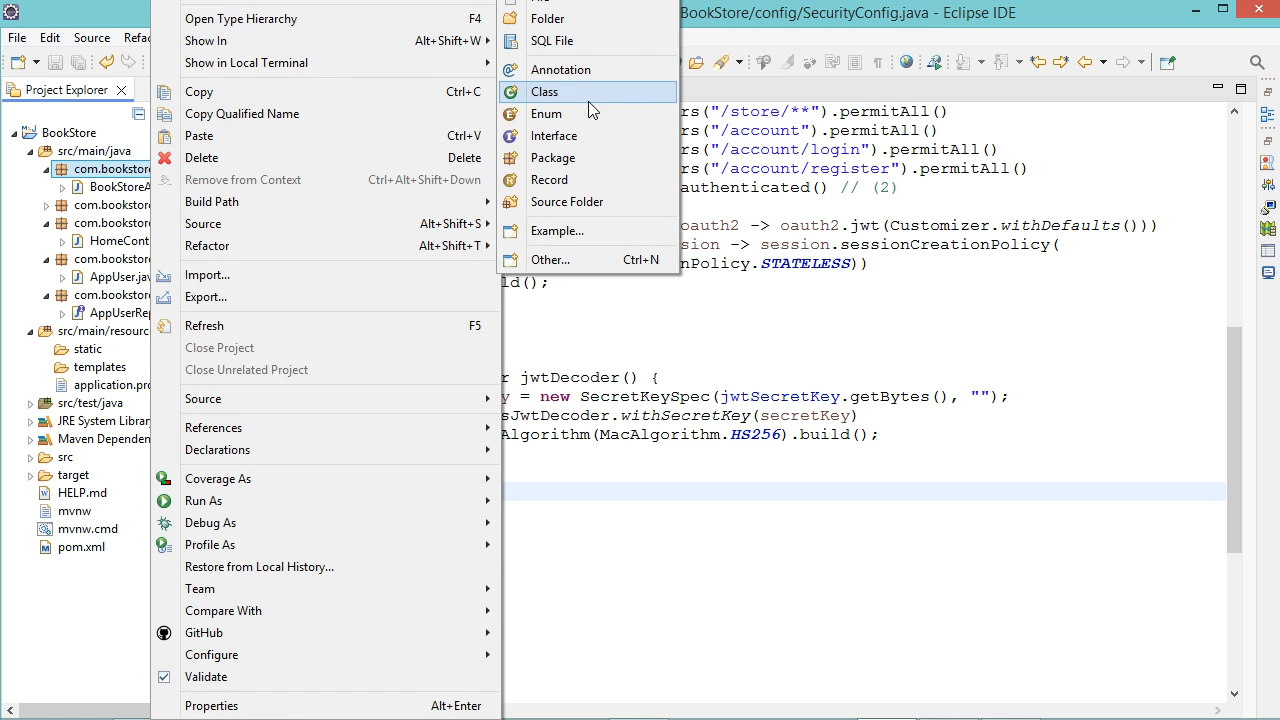 BookStore/config/SecurityConfig.java - Eclipse IDE
File Edit Source Refac
Project Explorer
BookStore
src/main/java
com.bookstore
BookStoreA
com.bookstore
com.bookstore
HomeCont
com.bookstore
AppUser.jav
com.bookstore
AppUserRep
src/main/resourc
static
templates
application.pro
src/test/java
JRE System Library
Maven Dependen
src
target
HELP.md
mvnw
mvnw.cmd
pom.xml
Open Type Hierarchy F4
Show In Alt+Shift+W
Show in Local Terminal
Copy Ctrl+C
Copy Qualified Name
Paste Ctrl+V
Delete Delete
Remove from Context Ctrl+Alt+Shift+Down
Build Path
Source Alt+Shift+S
Refactor Alt+Shift+T
Import...
Export...
Refresh F5
Close Project
Close Unrelated Project
Source
References
Declarations
Coverage As
Run As
Debug As
Profile As
Restore from Local History...
Team
Compare With
GitHub
Configure
Validate
Properties Alt+Enter
Folder
SQL File
Annotation
Class
Enum
Interface
Package
Record
Source Folder
Example...
Other... Ctrl+N
rs("/store/**").permitAll()
rs("/account").permitAll()
rs("/account/login").permitAll()
rs("/account/register").permitAll()
authenticated() // (2)
oauth2 -> oauth2.jwt(Customizer.withDefaults()))
sion -> session.sessionCreationPolicy(
nPolicy.STATELESS))
ld();
r jwtDecoder() {
y = new SecretKeySpec(jwtSecretKey.getBytes(), "");
sJwtDecoder.withSecretKey(secretKey)
Algorithm(MacAlgorithm.HS256).build();